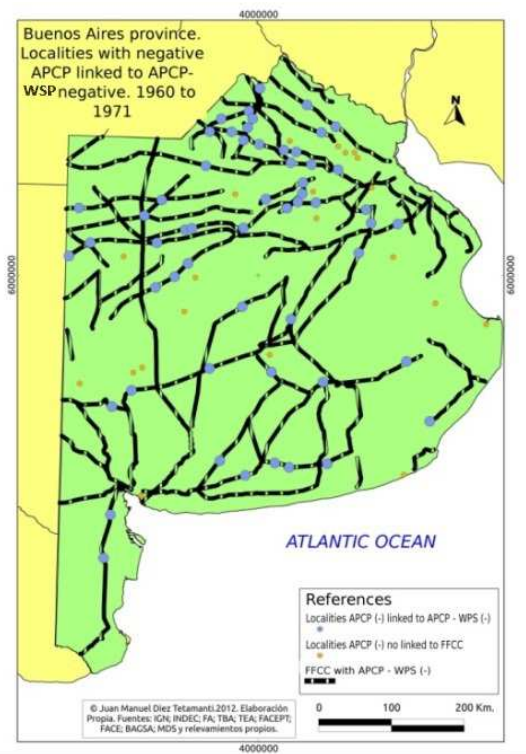 4000000
Buenos Aires province.
Localities with negative
APCP linked to APCP-
WSP negative. 1960 to
1971
N
6000000
6000000
ATLANTIC OCEAN
References
Localities APCP (-) linked to APCP - WPS (-)
Localities APCP (-) no linked to FFCC
FFCC with APCP - WPS (-)
0 100 200 Km.
© Juan Manuel Diez Tetamanti.2012. Elaboración
Propia. Fuentes: IGN; INDEC; FA; TBA; TEA; FACEPT;
FACE; BAGSA; MDS y relevamientos propios.
4000000